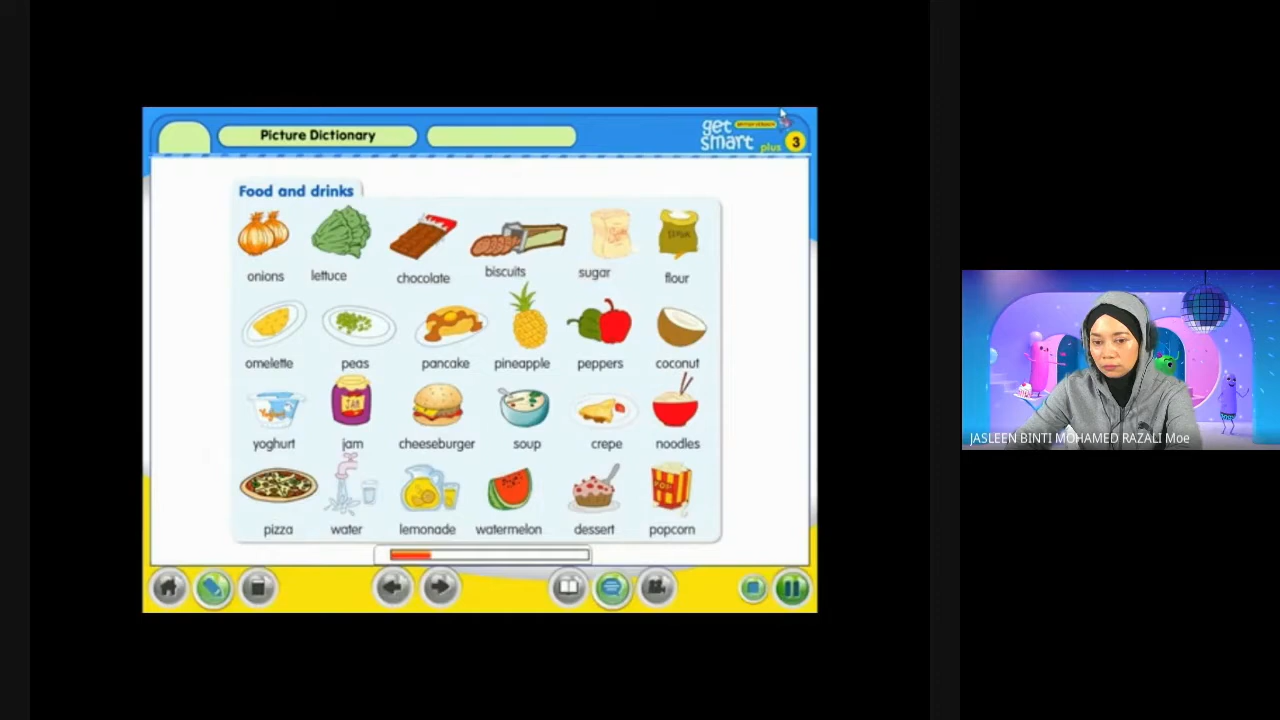 Picture Dictionary
get smart plus 3
Food and drinks
onions lettuce chocolate biscuits sugar flour
omelette peas pancake pineapple peppers coconut
JAM
yoghurt jam cheeseburger soup crepe noodles
POP
pizza water lemonade watermelon dessert popcorn
JASLEEN BINTI MOHAMED RAZALI Moe